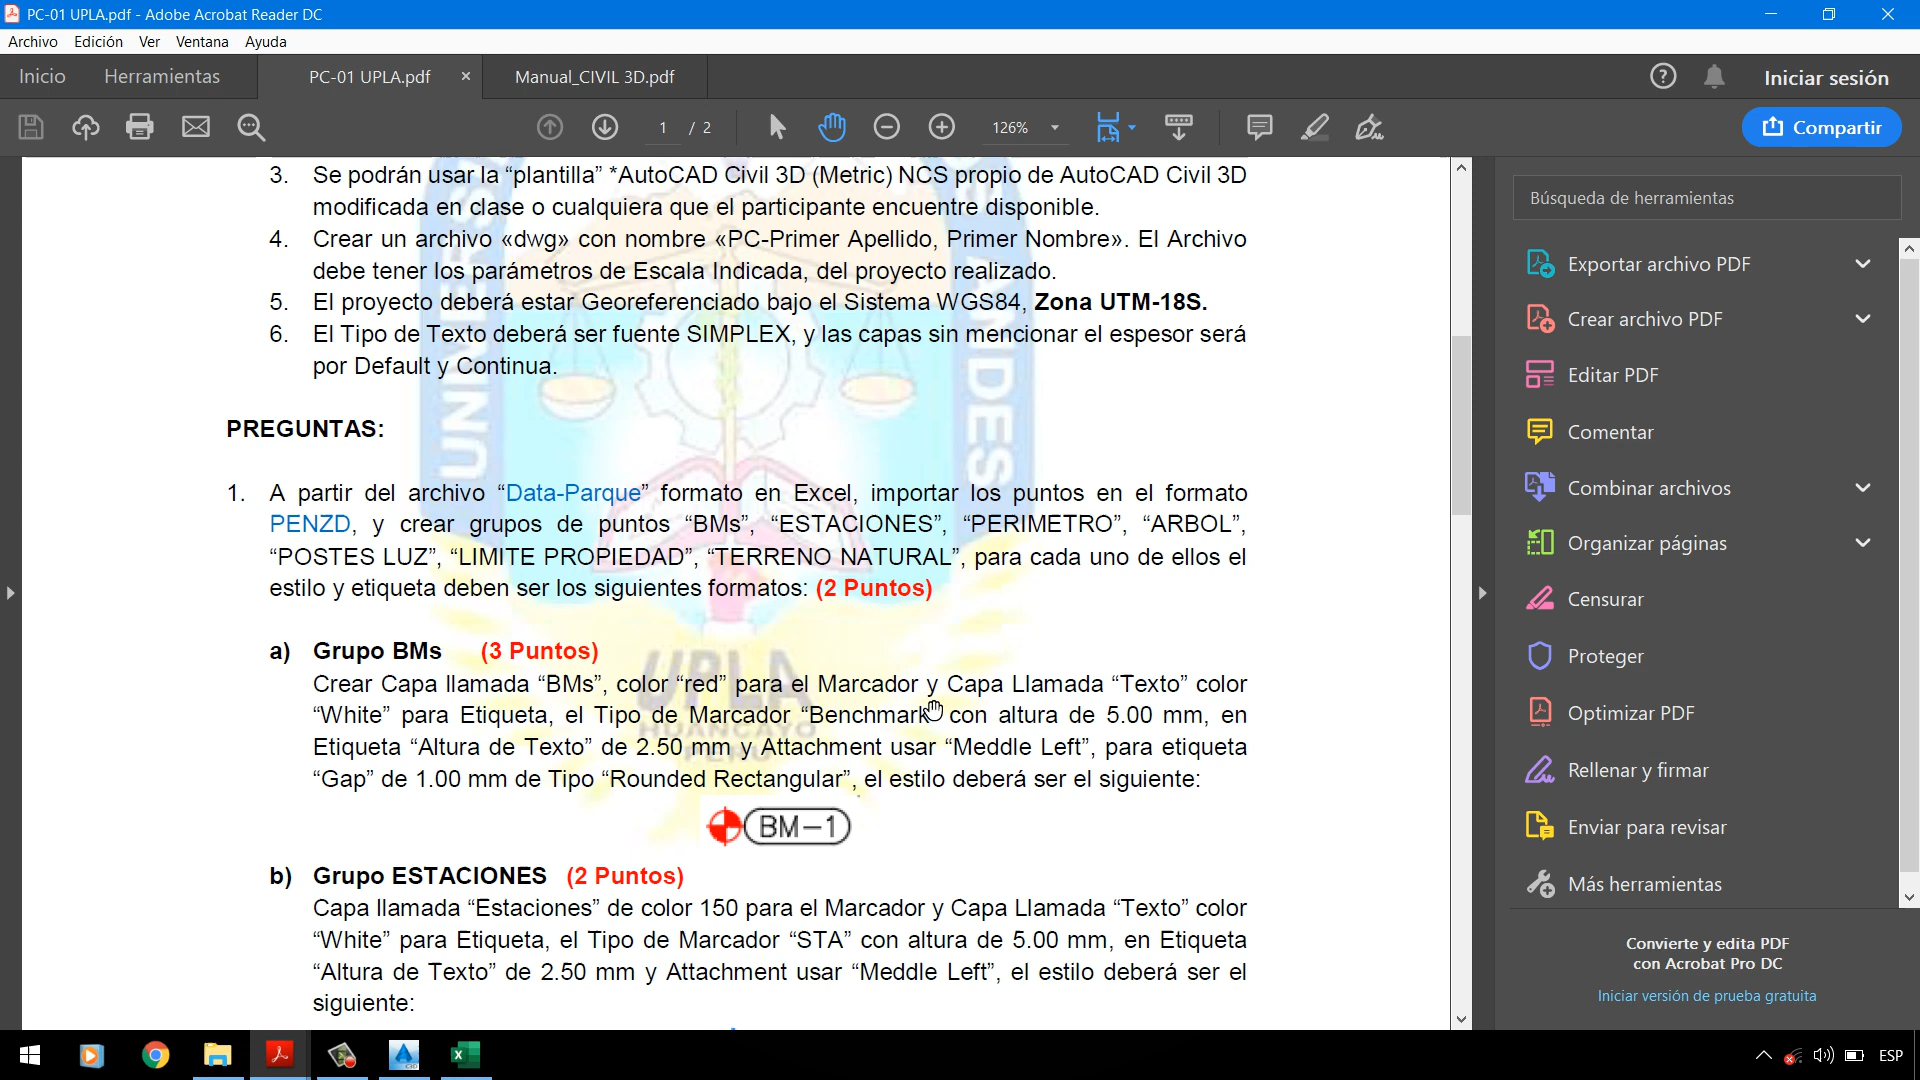 PC-01 UPLA.pdf - Adobe Acrobat Reader DC
Archivo Edición Ver Ventana Ayuda
Inicio Herramientas PC-01 UPLA.pdf × Manual_CIVIL 3D.pdf Iniciar sesión
1 / 2 126% Compartir
3. Se podrán usar la “plantilla” *AutoCAD Civil 3D (Metric) NCS propio de AutoCAD Civil 3D
modificada en clase o cualquiera que el participante encuentre disponible.
4. Crear un archivo «dwg» con nombre «PC-Primer Apellido, Primer Nombre». El Archivo
debe tener los parámetros de Escala Indicada, del proyecto realizado.
5. El proyecto deberá estar Georeferenciado bajo el Sistema WGS84, Zona UTM-18S.
6. El Tipo de Texto deberá ser fuente SIMPLEX, y las capas sin mencionar el espesor será
por Default y Continua.
PREGUNTAS:
1. A partir del archivo “Data-Parque” formato en Excel, importar los puntos en el formato
PENZD, y crear grupos de puntos “BMs”, “ESTACIONES”, “PERIMETRO”, “ARBOL”,
“POSTES LUZ”, “LIMITE PROPIEDAD”, “TERRENO NATURAL”, para cada uno de ellos el
estilo y etiqueta deben ser los siguientes formatos: (2 Puntos)
a) Grupo BMs (3 Puntos)
Crear Capa llamada “BMs”, color “red” para el Marcador y Capa Llamada “Texto” color
“White” para Etiqueta, el Tipo de Marcador “Benchmark” con altura de 5.00 mm, en
Etiqueta “Altura de Texto” de 2.50 mm y Attachment usar “Meddle Left”, para etiqueta
“Gap” de 1.00 mm de Tipo “Rounded Rectangular”, el estilo deberá ser el siguiente:
BM-1
b) Grupo ESTACIONES (2 Puntos)
Capa llamada “Estaciones” de color 150 para el Marcador y Capa Llamada “Texto” color
“White” para Etiqueta, el Tipo de Marcador “STA” con altura de 5.00 mm, en Etiqueta
“Altura de Texto” de 2.50 mm y Attachment usar “Meddle Left”, el estilo deberá ser el
siguiente:
UPLA
HUANCAYO
PERU
ANDES
Búsqueda de herramientas
Exportar archivo PDF
Crear archivo PDF
Editar PDF
Comentar
Combinar archivos
Organizar páginas
Censurar
Proteger
Optimizar PDF
Rellenar y firmar
Enviar para revisar
Más herramientas
Convierte y edita PDF
con Acrobat Pro DC
Iniciar versión de prueba gratuita
ESP